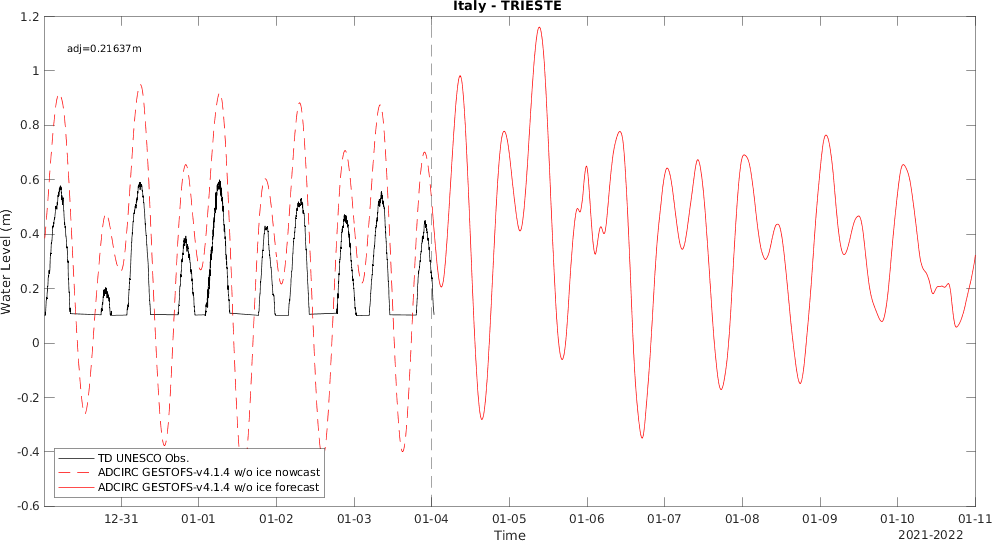 Italy - TRIESTE
adj=0.21637m
1.2
1
0.8
0.6
0.4
0.2
0
-0.2
-0.4
-0.6
Water Level (m)
TD UNESCO Obs.
ADCIRC GESTOFS-v4.1.4 w/o ice nowcast
ADCIRC GESTOFS-v4.1.4 w/o ice forecast
12-31 01-01 01-02 01-03 01-04 01-05 01-06 01-07 01-08 01-09 01-10 01-11
Time
2021-2022